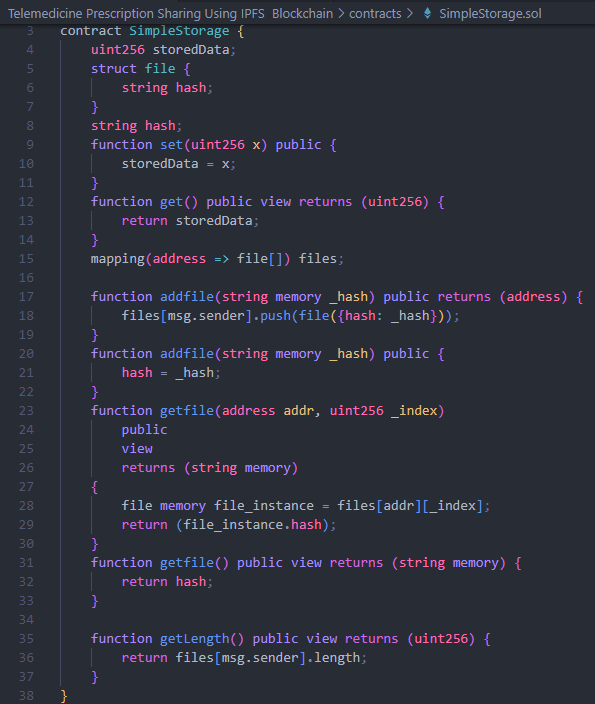 Telemedicine Prescription Sharing Using IPFS Blockchain > contracts > SimpleStorage.sol
3 contract SimpleStorage {
4     uint256 storedData;
5     struct file {
6         string hash;
7     }
8     string hash;
9     function set(uint256 x) public {
10         storedData = x;
11     }
12     function get() public view returns (uint256) {
13         return storedData;
14     }
15     mapping(address => file[]) files;
16
17     function addfile(string memory _hash) public returns (address) {
18         files[msg.sender].push(file({hash: _hash}));
19     }
20     function addfile(string memory _hash) public {
21         hash = _hash;
22     }
23     function getfile(address addr, uint256 _index)
24         public
25         view
26         returns (string memory)
27     {
28         file memory file_instance = files[addr][_index];
29         return (file_instance.hash);
30     }
31     function getfile() public view returns (string memory) {
32         return hash;
33     }
34
35     function getLength() public view returns (uint256) {
36         return files[msg.sender].length;
37     }
38 }